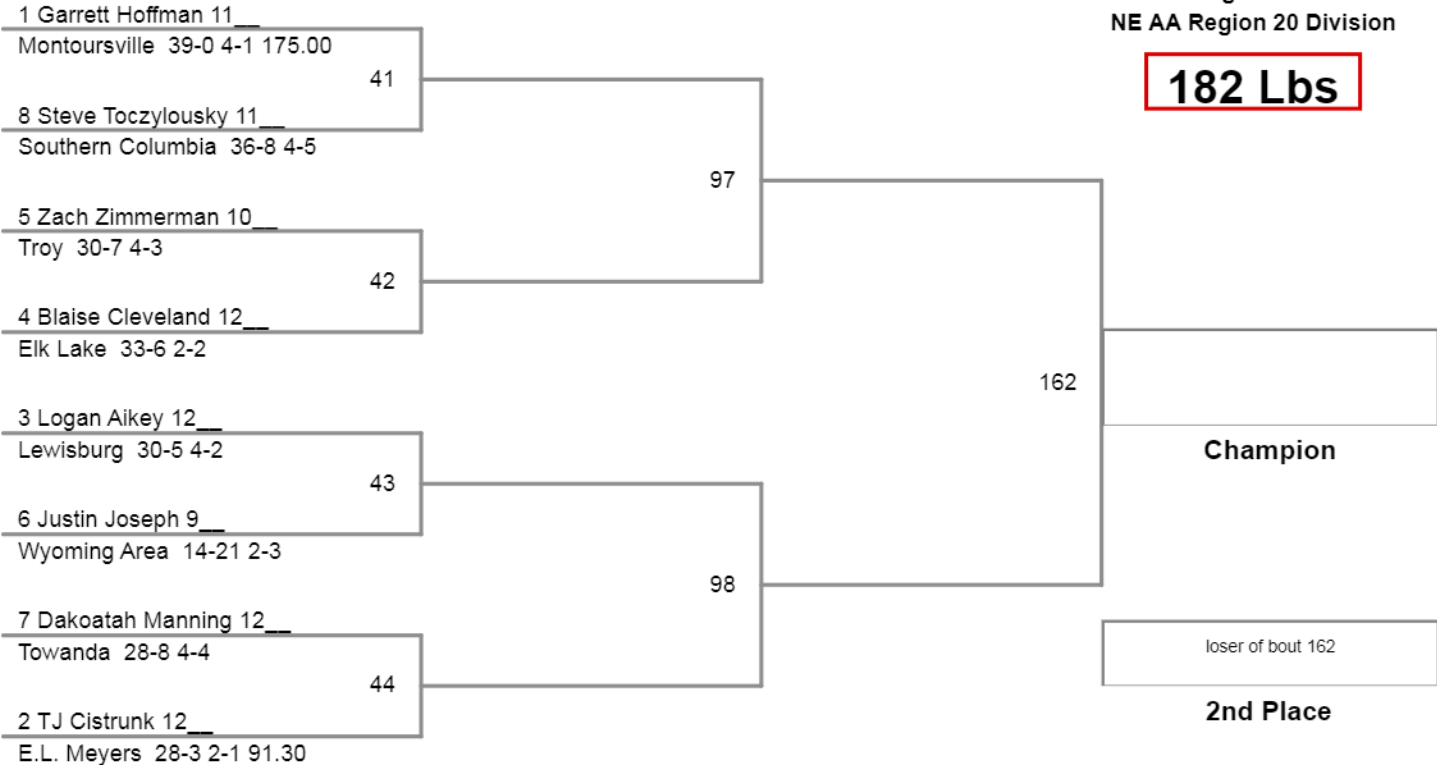 1 Garrett Hoffman 11__
Montoursville 39-0 4-1 175.00
41
8 Steve Toczylousky 11__
Southern Columbia 36-8 4-5
97
5 Zach Zimmerman 10__
Troy 30-7 4-3
42
4 Blaise Cleveland 12__
Elk Lake 33-6 2-2
162
3 Logan Aikey 12__
Lewisburg 30-5 4-2
43
6 Justin Joseph 9__
Wyoming Area 14-21 2-3
98
7 Dakoatah Manning 12__
Towanda 28-8 4-4
44
2 TJ Cistrunk 12__
E.L. Meyers 28-3 2-1 91.30
NE AA Region 20 Division
182 Lbs
Champion
loser of bout 162
2nd Place